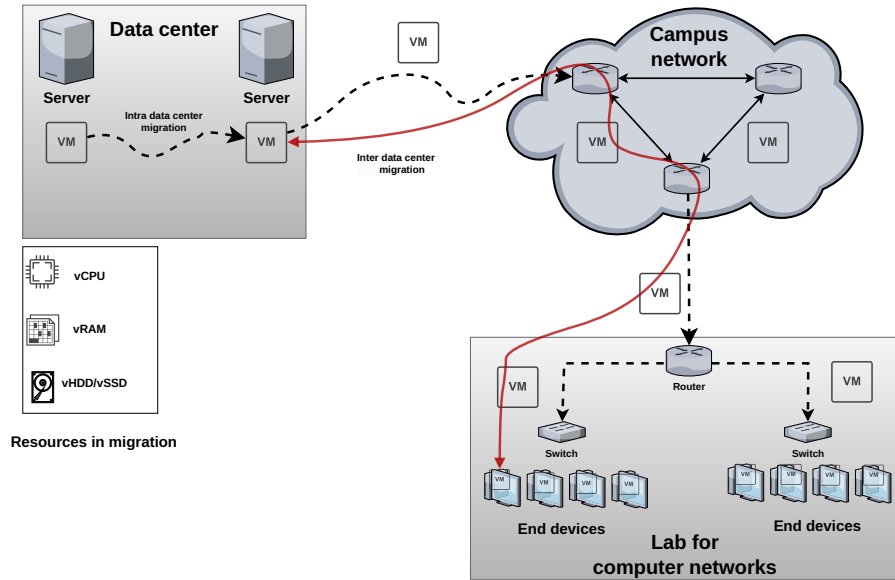 Data center
Server
Server
VM
Intra data center
migration
VM
VM
Inter data center
migration
Campus
network
VM
VM
VM
vCPU
vRAM
vHDD/vSSD
Resources in migration
Router
VM
VM
Switch
Switch
VM
VM
VM
VM
VM
VM
VM
VM
End devices
End devices
Lab for
computer networks